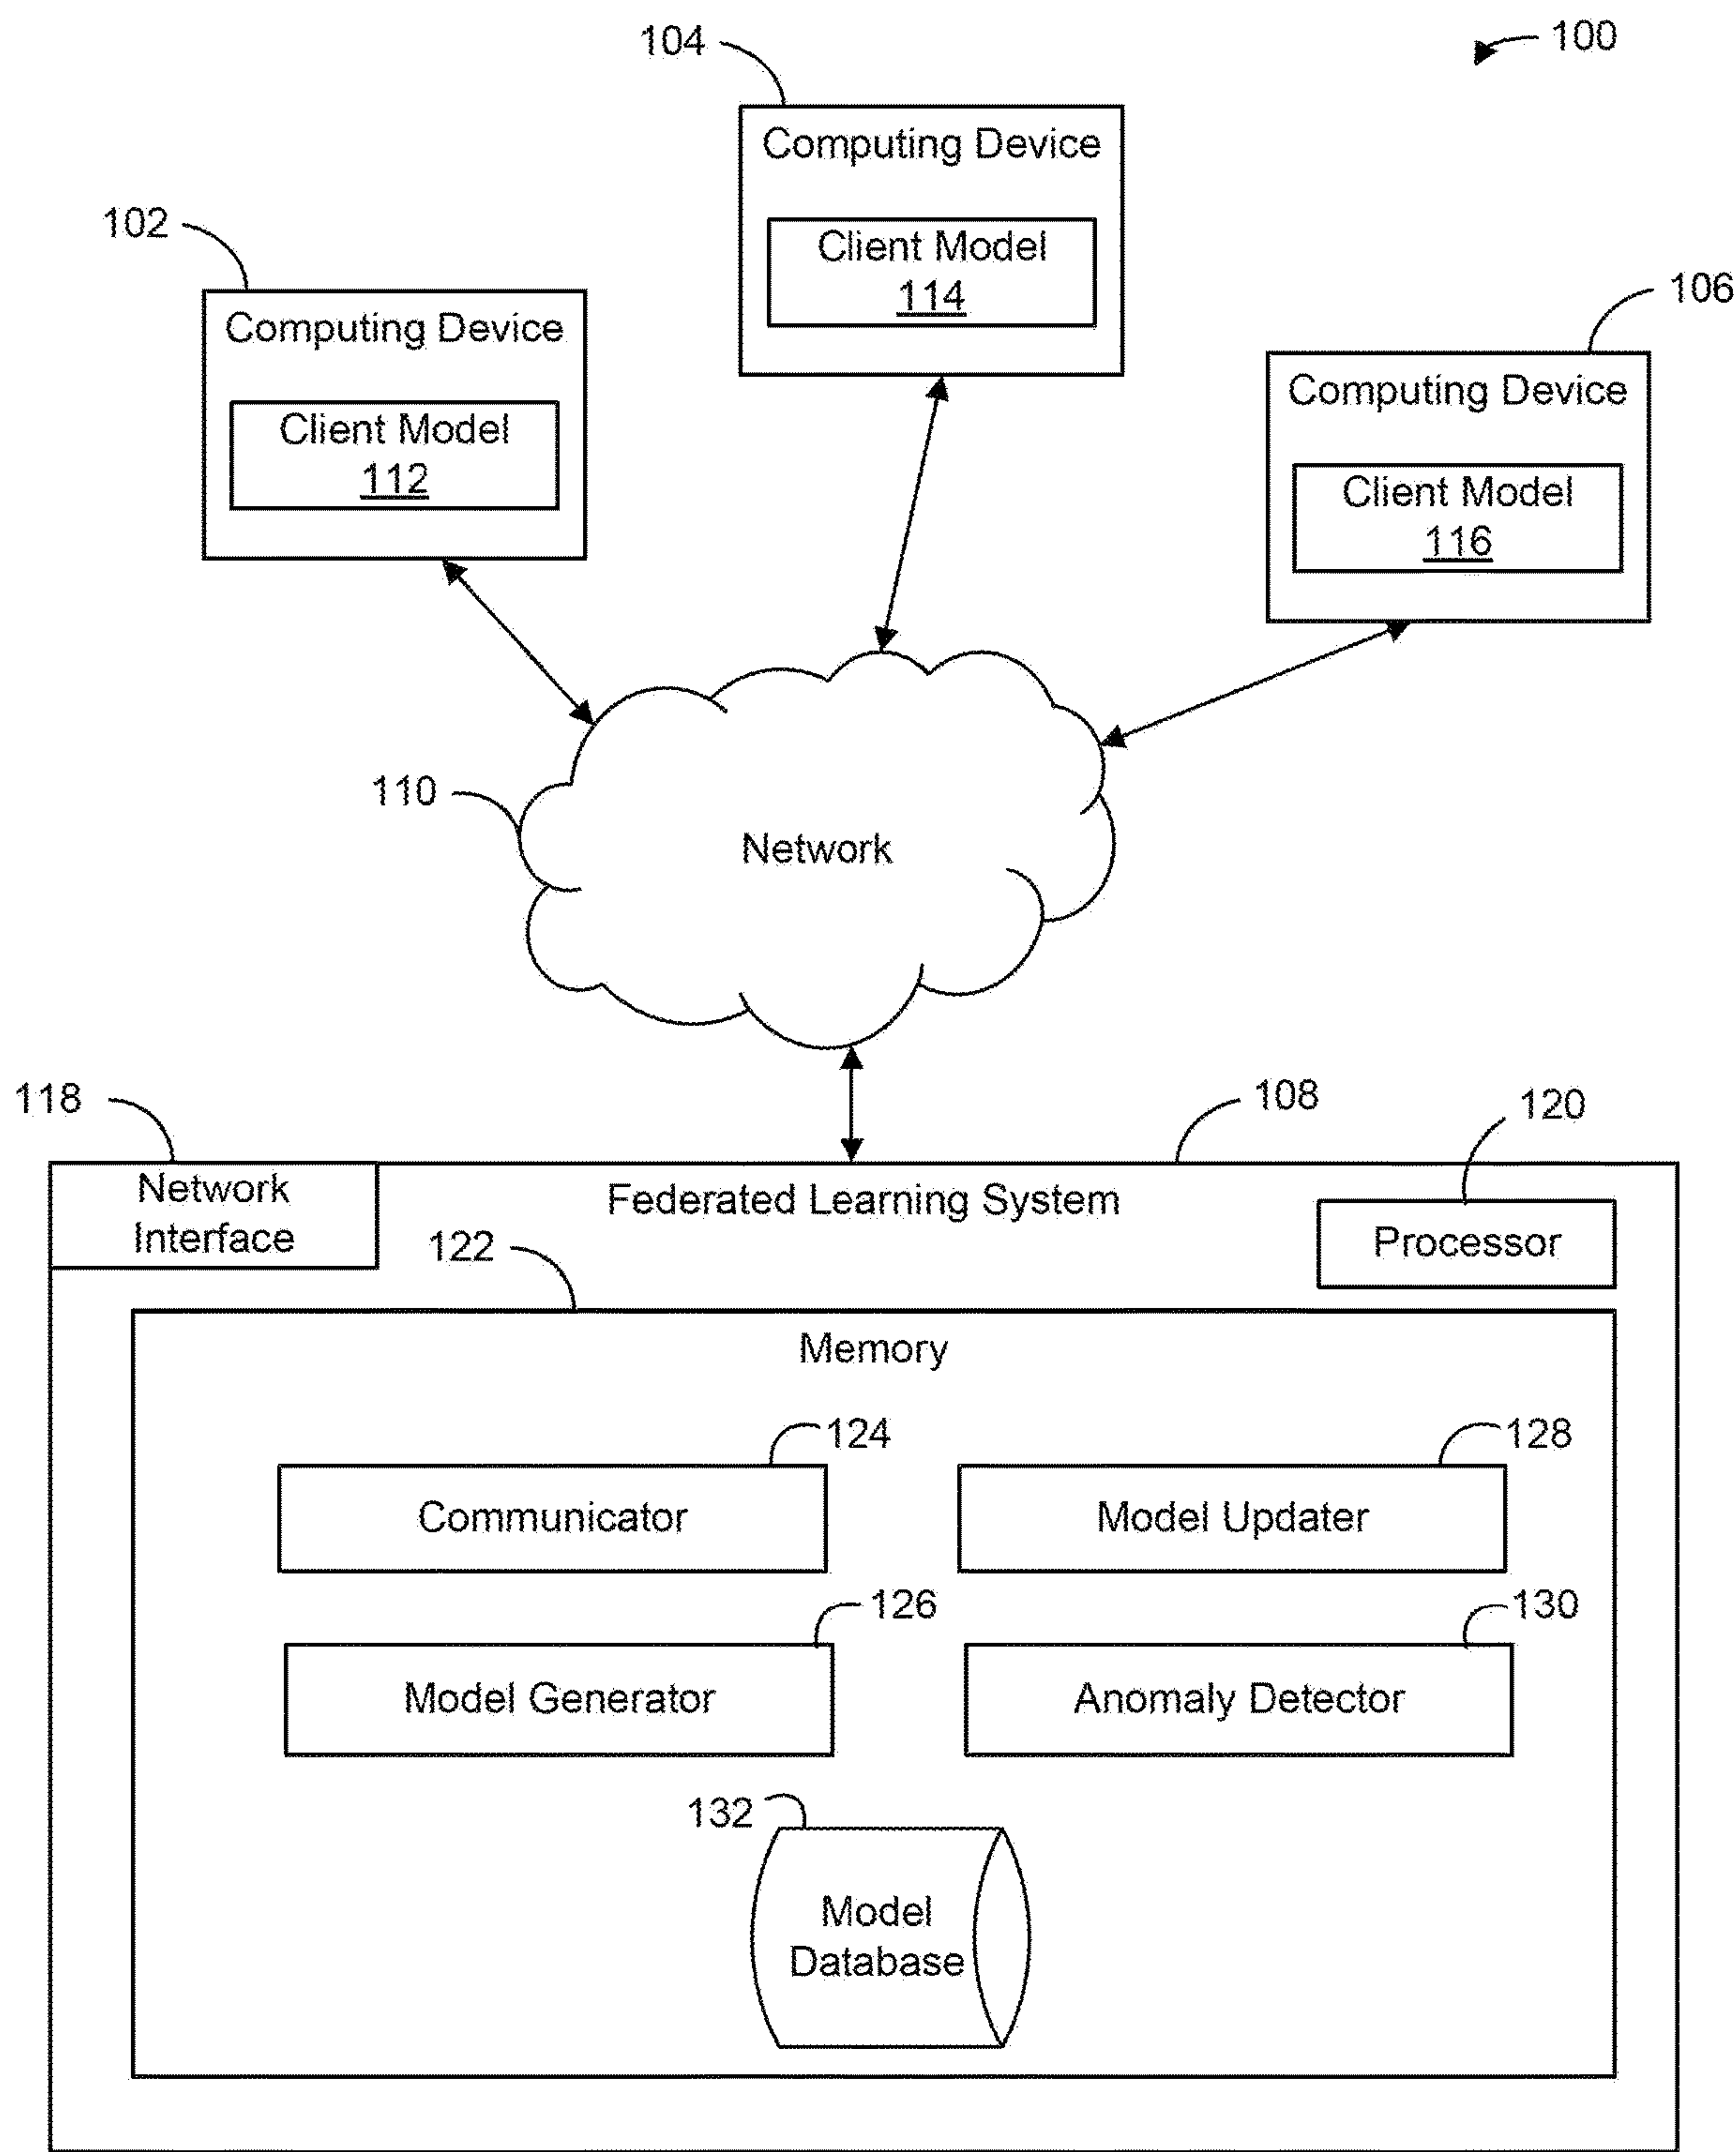 100
104
Computing Device
Client Model
114
102
Computing Device
Client Model
112
106
Computing Device
Client Model
116
110
Network
118
108
120
Network
Interface
Federated Learning System
Processor
122
Memory
124
Communicator
128
Model Updater
126
Model Generator
130
Anomaly Detector
132
Model
Database